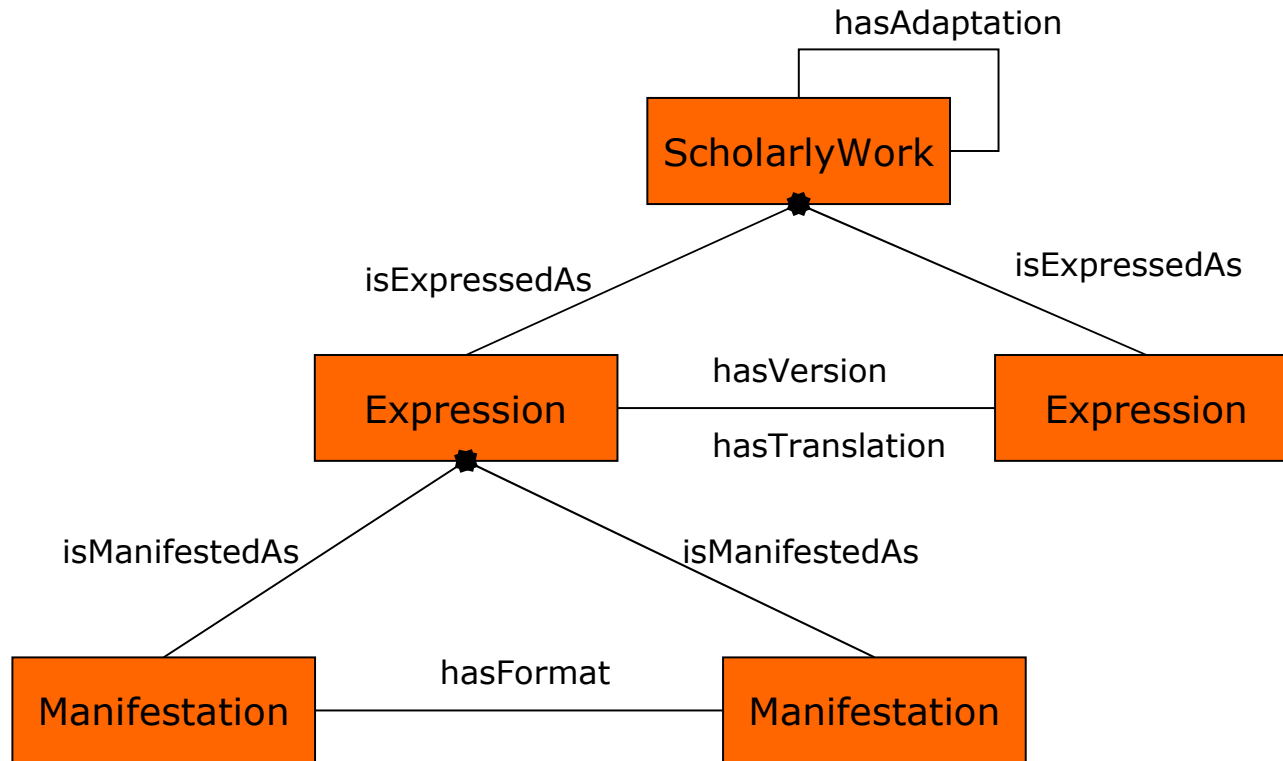 hasAdaptation
ScholarlyWork
isExpressedAs
isExpressedAs
hasVersion
Expression
Expression
hasTranslation
isManifestedAs
isManifestedAs
hasFormat
Manifestation
Manifestation